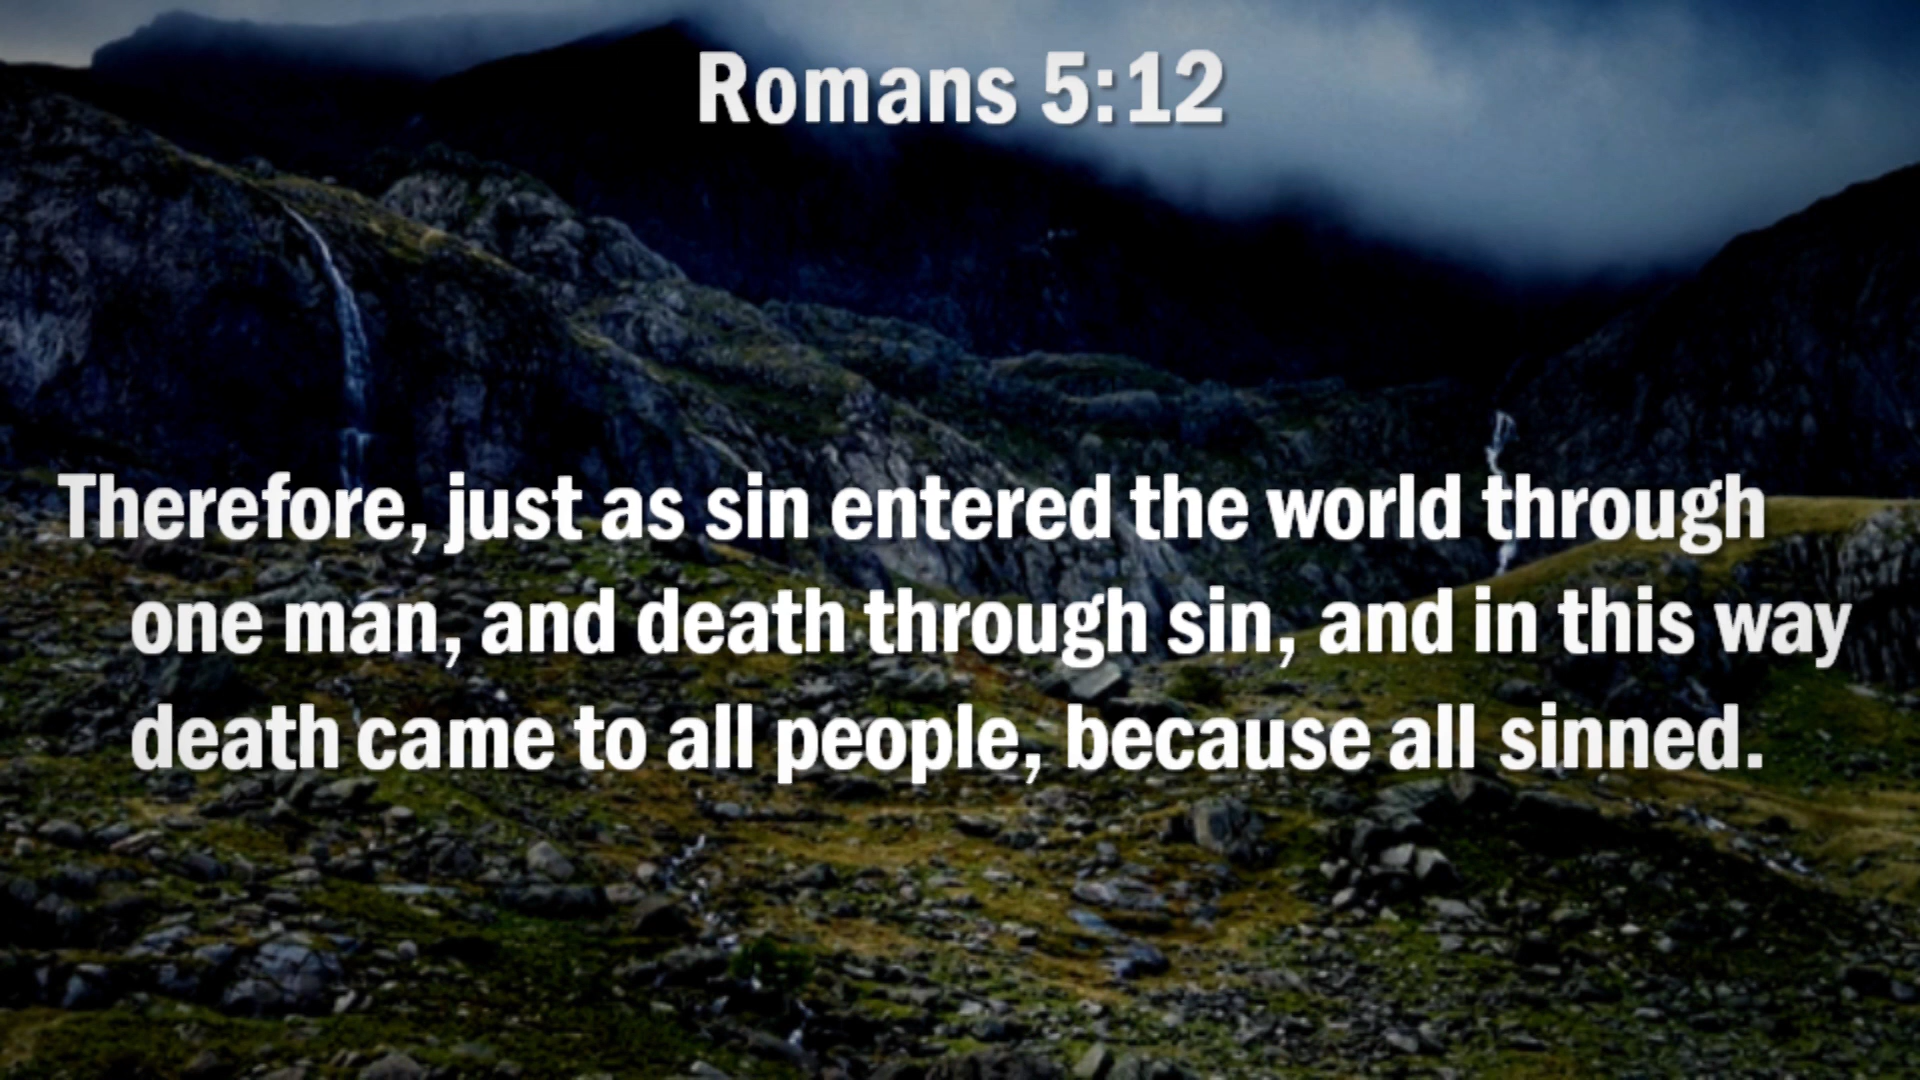 Romans 5:12
Therefore, just as sin entered the world through
one man, and death through sin, and in this way
death came to all people, because all sinned.